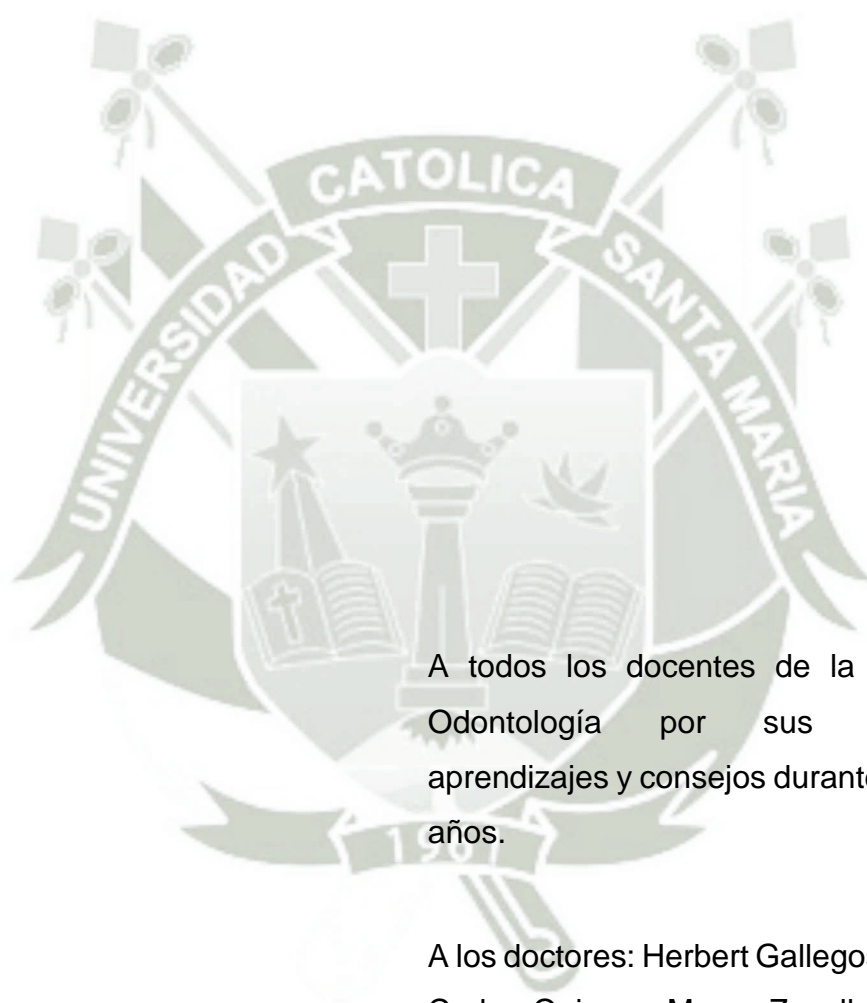 UNIVERSIDAD CATOLICA SANTA MARIA
A todos los docentes de la
Odontología por sus
aprendizajes y consejos durante
años.
1961
A los doctores: Herbert Gallego